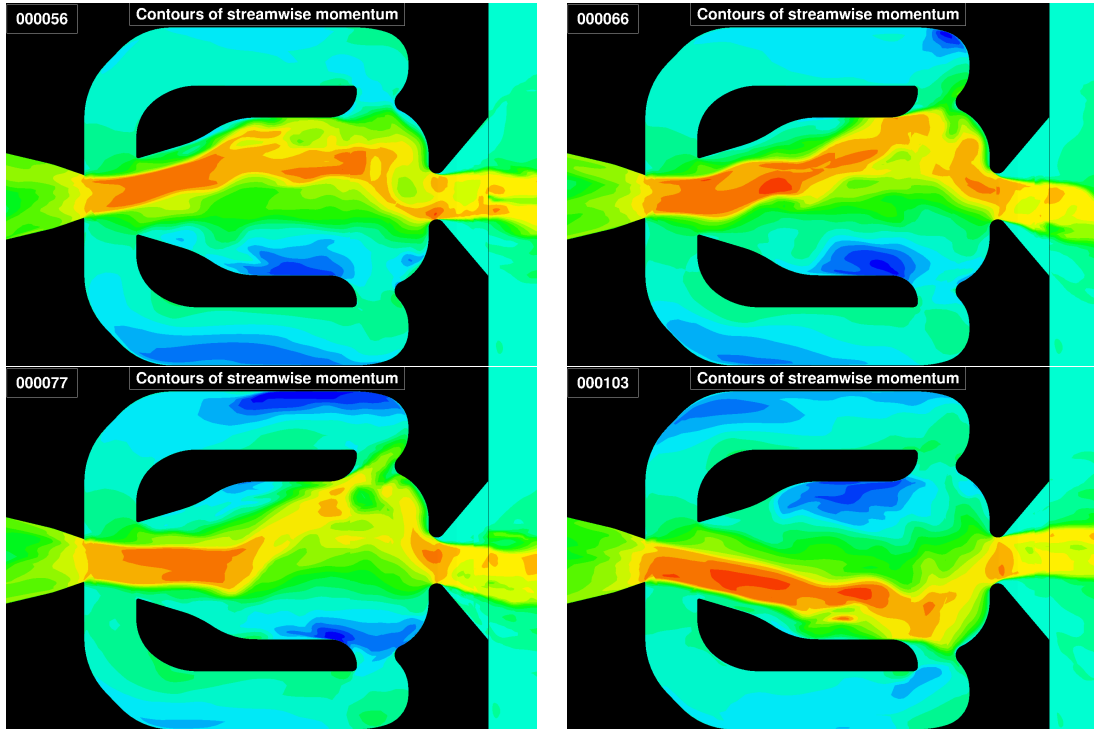 000056
Contours of streamwise momentum
000066
Contours of streamwise momentum
000077
Contours of streamwise momentum
000103
Contours of streamwise momentum